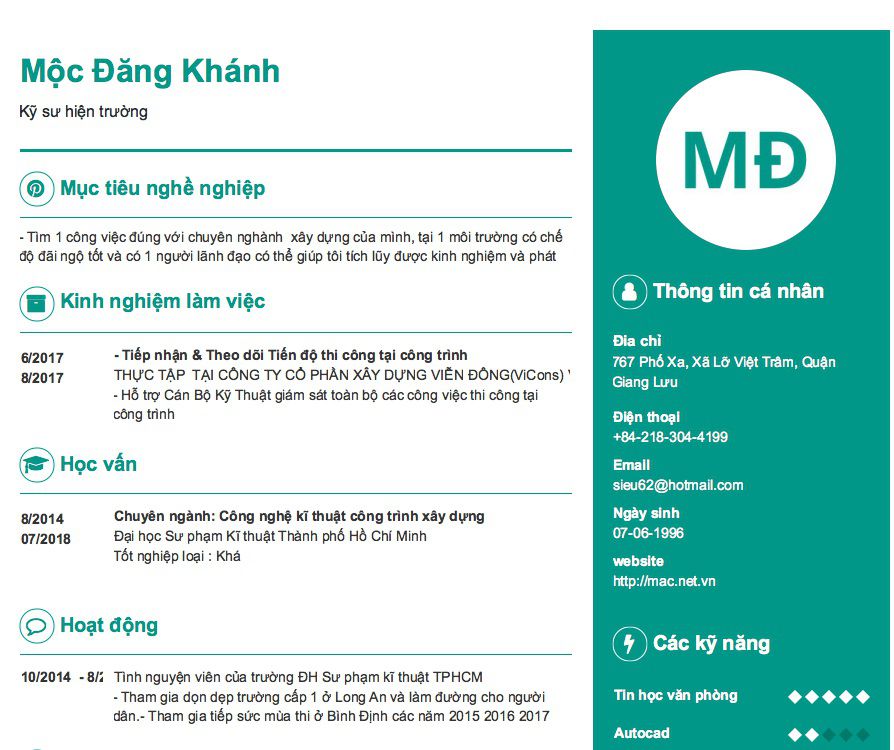 Mộc Đăng Khánh
Kỹ sư hiện trường
Mục tiêu nghề nghiệp
- Tìm 1 công việc đúng với chuyên nghành  xây dựng của mình, tại 1 môi trường có chế
độ đãi ngộ tốt và có 1 người lãnh đạo có thể giúp tôi tích lũy được kinh nghiệm và phát
Kinh nghiệm làm việc
6/2017
8/2017
- Tiếp nhận & Theo dõi Tiến độ thi công tại công trình
THỰC TẬP  TẠI CÔNG TY CỔ PHẦN XÂY DỰNG VIỄN ĐÔNG(ViCons)
- Hỗ trợ Cán Bộ Kỹ Thuật giám sát toàn bộ các công việc thi công tại
công trình
Học vấn
8/2014
07/2018
Chuyên ngành: Công nghệ kĩ thuật công trình xây dựng
Đại học Sư phạm Kĩ thuật Thành phố Hồ Chí Minh
Tốt nghiệp loại : Khá
Hoạt động
10/2014  - 8/2
Tình nguyện viên của trường ĐH Sư phạm kĩ thuật TPHCM
- Tham gia dọn dẹp trường cấp 1 ở Long An và làm đường cho người
dân.- Tham gia tiếp sức mùa thi ở Bình Định các năm 2015 2016 2017
MĐ
Thông tin cá nhân
Đia chỉ
767 Phố Xa, Xã Lỡ Việt Trâm, Quận
Giang Lưu
Điện thoại
+84-218-304-4199
Email
sieu62@hotmail.com
Ngày sinh
07-06-1996
website
http://mac.net.vn
Các kỹ năng
Tin học văn phòng
Autocad